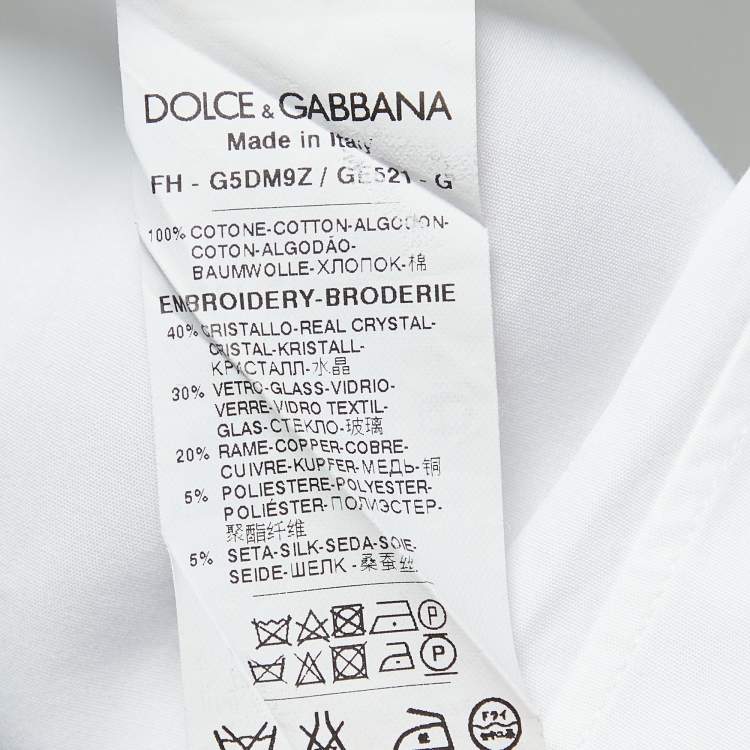 DOLCE & GABBANA
Made in Italy
FH - G5DM9Z / GE521 - G
100% COTONE-COTTON-ALGODON-
COTON-ALGODÃO-
BAUMWOLLE-ХЛОПОК-棉
EMBROIDERY-BRODERIE
40% CRISTALLO-REAL CRYSTAL-
CRISTAL-KRISTALL-
КРИСТАЛЛ-水晶
30% VETRO-GLASS-VIDRIO-
VERRE-VIDRO TEXTIL-
GLAS-СТЕКЛО-玻璃
20% RAME-COPPER-COBRE-
CUIVRE-KUPFER-МЕДЬ-铜
5% POLIESTERE-POLYESTER-
POLIÉSTER-ПОЛИЭСТЕР-
聚酯纤维
5% SETA-SILK-SEDA-SOIE-
SEIDE-ШЕЛК-桑蚕丝
P
P
ドライ